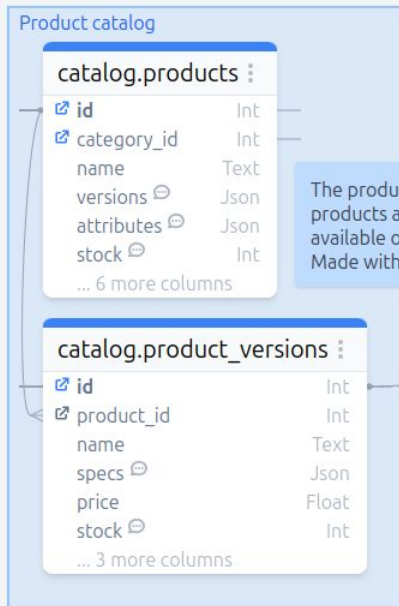 Product catalog
catalog.products
id Int
category_id Int
name Text
versions Json
attributes Json
stock Int
... 6 more columns
The produ
products a
available o
Made with
catalog.product_versions
id Int
product_id Int
name Text
specs Json
price Float
stock Int
... 3 more columns